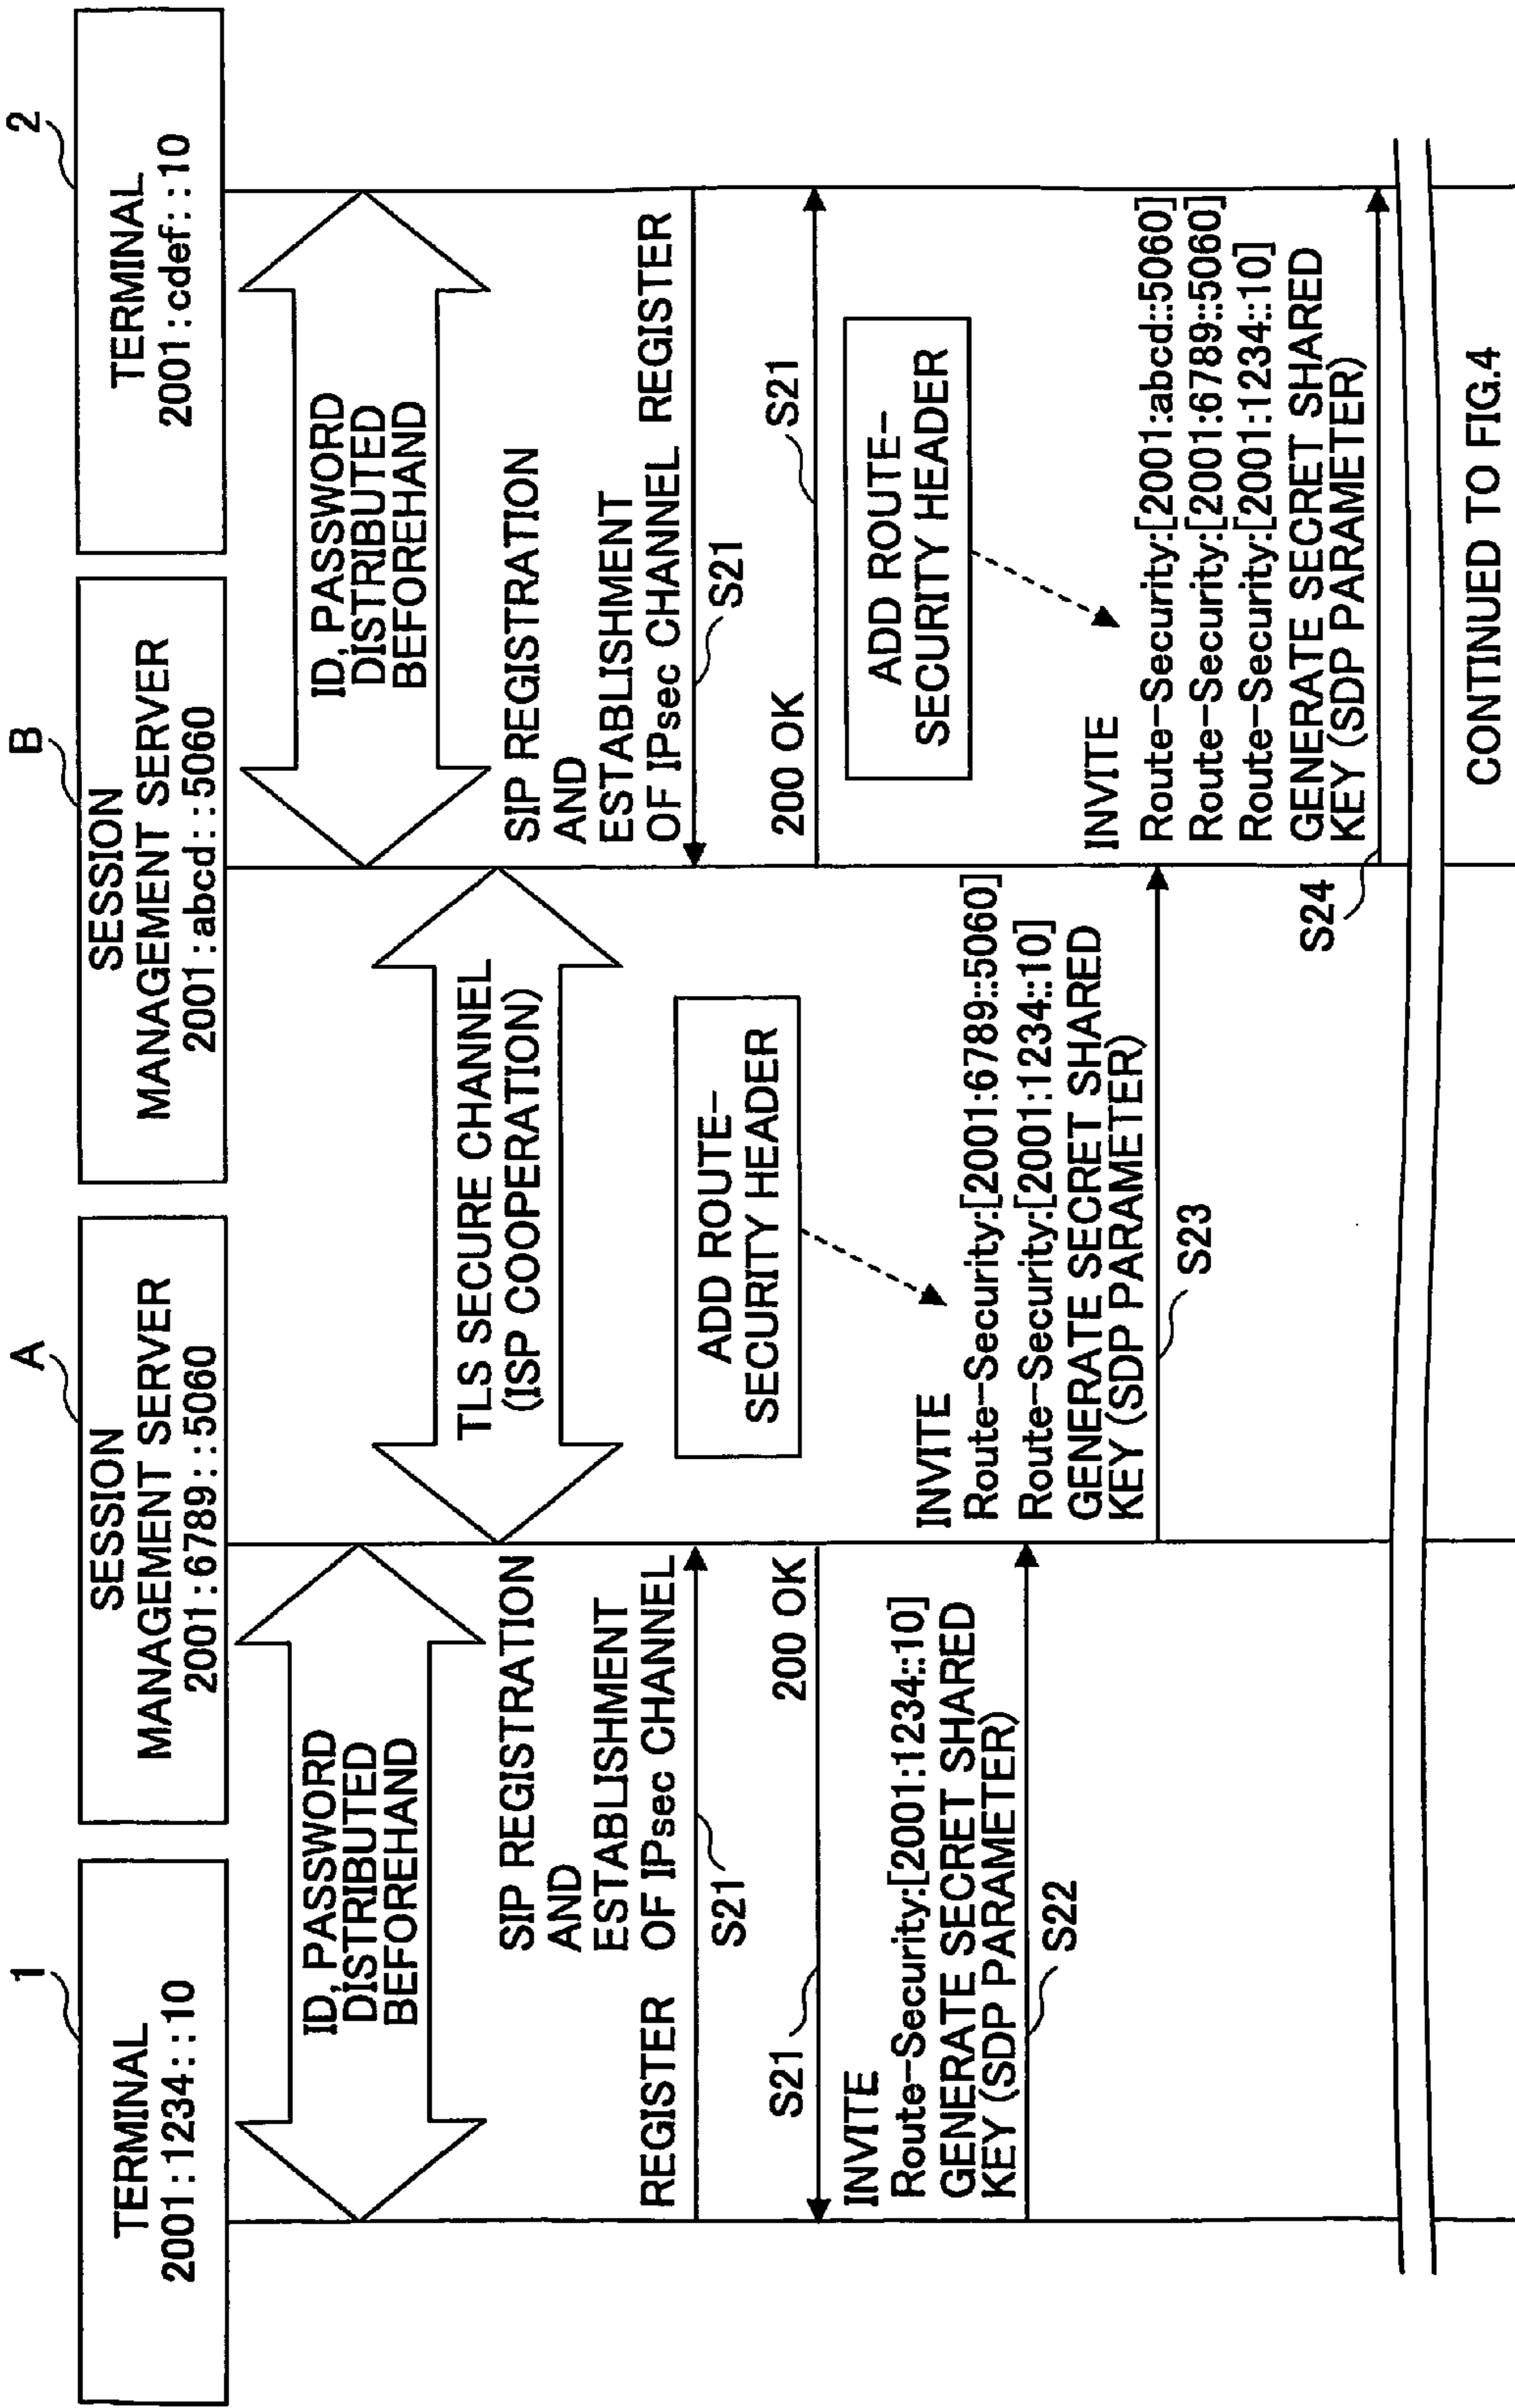 1
TERMINAL
2001:1234::10
A
SESSION
MANAGEMENT SERVER
2001:6789::5060
B
SESSION
MANAGEMENT SERVER
2001:abcd::5060
2
TERMINAL
2001:cdef::10
ID, PASSWORD
DISTRIBUTED
BEFOREHAND
ID, PASSWORD
DISTRIBUTED
BEFOREHAND
TLS SECURE CHANNEL
(ISP COOPERATION)
SIP REGISTRATION
AND
ESTABLISHMENT
REGISTER OF IPsec CHANNEL
S21
SIP REGISTRATION
AND
ESTABLISHMENT
OF IPsec CHANNEL REGISTER
S21
200 OK
S21
200 OK
S21
INVITE
Route-Security:[2001:1234::10]
GENERATE SECRET SHARED
KEY (SDP PARAMETER)
S22
ADD ROUTE-
SECURITY HEADER
INVITE
Route-Security:[2001:6789::5060]
Route-Security:[2001:1234::10]
GENERATE SECRET SHARED
KEY (SDP PARAMETER)
S23
ADD ROUTE-
SECURITY HEADER
INVITE
Route-Security:[2001:abcd::5060]
Route-Security:[2001:6789::5060]
Route-Security:[2001:1234::10]
GENERATE SECRET SHARED
KEY (SDP PARAMETER)
S24
CONTINUED TO FIG.4